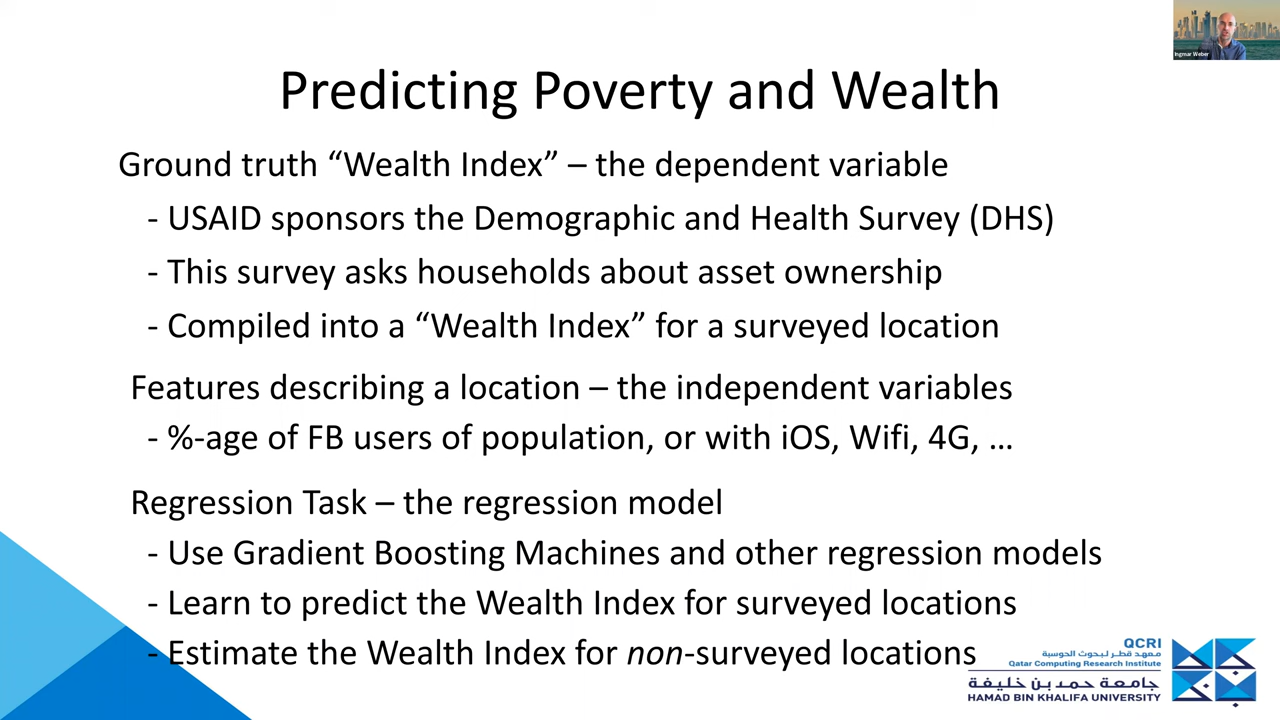 Ingmar Weber
Predicting Poverty and Wealth
Ground truth “Wealth Index” – the dependent variable
- USAID sponsors the Demographic and Health Survey (DHS)
- This survey asks households about asset ownership
- Compiled into a “Wealth Index” for a surveyed location
Features describing a location – the independent variables
- %-age of FB users of population, or with iOS, Wifi, 4G, …
Regression Task – the regression model
- Use Gradient Boosting Machines and other regression models
- Learn to predict the Wealth Index for surveyed locations
- Estimate the Wealth Index for non-surveyed locations
QCRI
معهد قطر لبحوث الحوسبة
Qatar Computing Research Institute
جامعة حمد بن خليفة
HAMAD BIN KHALIFA UNIVERSITY